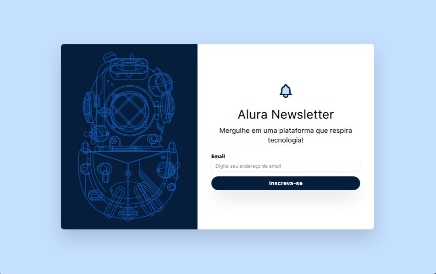 Alura Newsletter
Mergulhe em uma plataforma que respira
tecnologia!
Email
Digite seu endereço de email
Inscreva-se